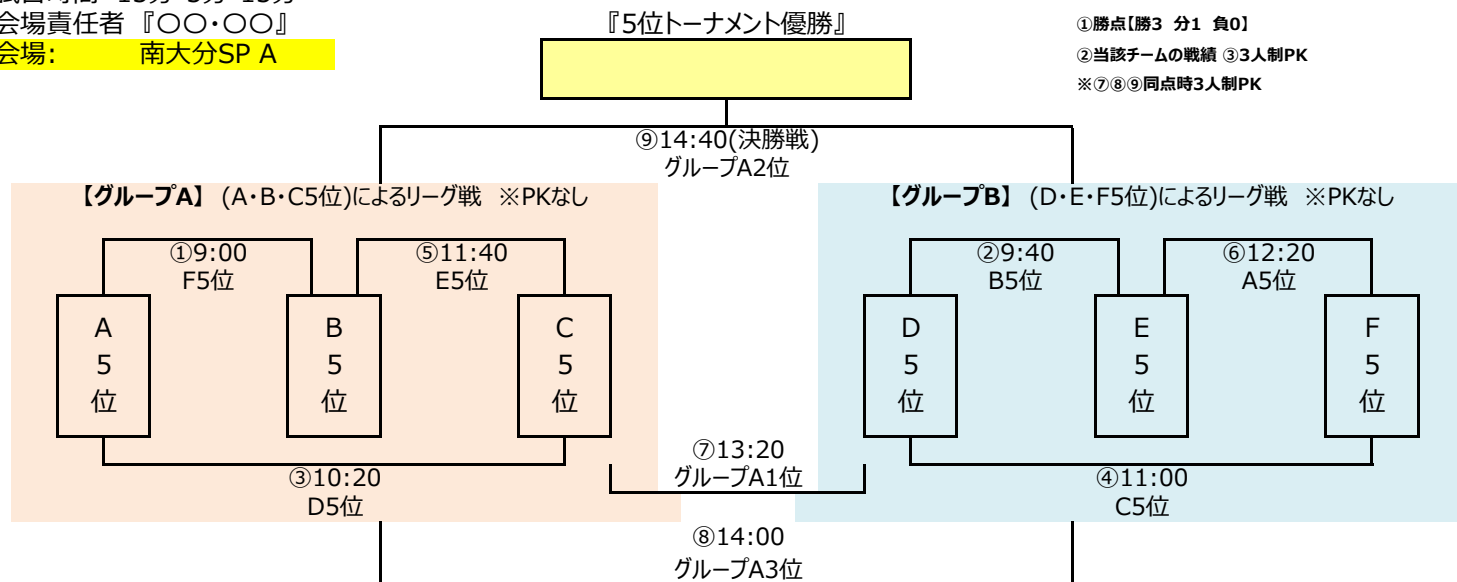 会場責任者 『〇〇・〇〇』
会場: 南大分SP A
『5位トーナメント優勝』
①勝点【勝3 分1 負0】
②当該チームの戦績 ③3人制PK
※⑦⑧⑨同点時3人制PK
⑨14:40(決勝戦)
グループA2位
【グループA】 (A・B・C5位)によるリーグ戦 ※PKなし
【グループB】 (D・E・F5位)によるリーグ戦 ※PKなし
①9:00
F5位
⑤11:40
E5位
②9:40
B5位
⑥12:20
A5位
A
5
位
B
5
位
C
5
位
D
5
位
E
5
位
F
5
位
③10:20
D5位
⑦13:20
グループA1位
④11:00
C5位
⑧14:00
グループA3位